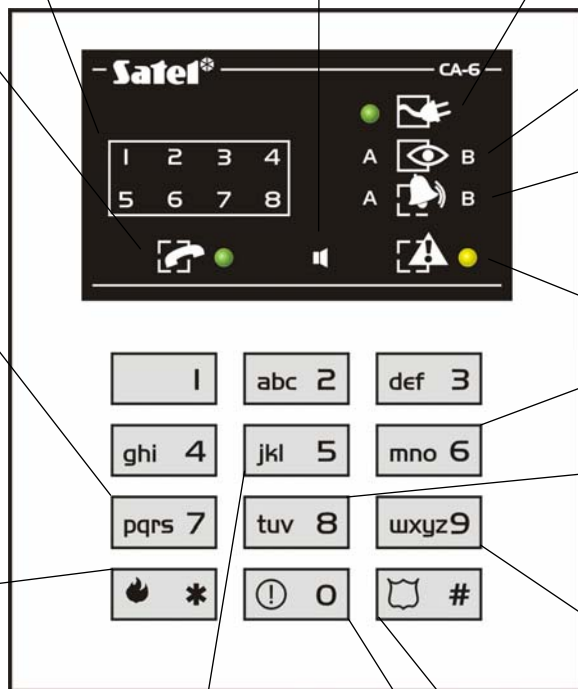 Satel CA-6
1 2 3 4
A B
5 6 7 8
A B
1
abc 2
def 3
ghi 4
jkl 5
mno 6
pqrs 7
tuv 8
wxyz9
*
! 0
#